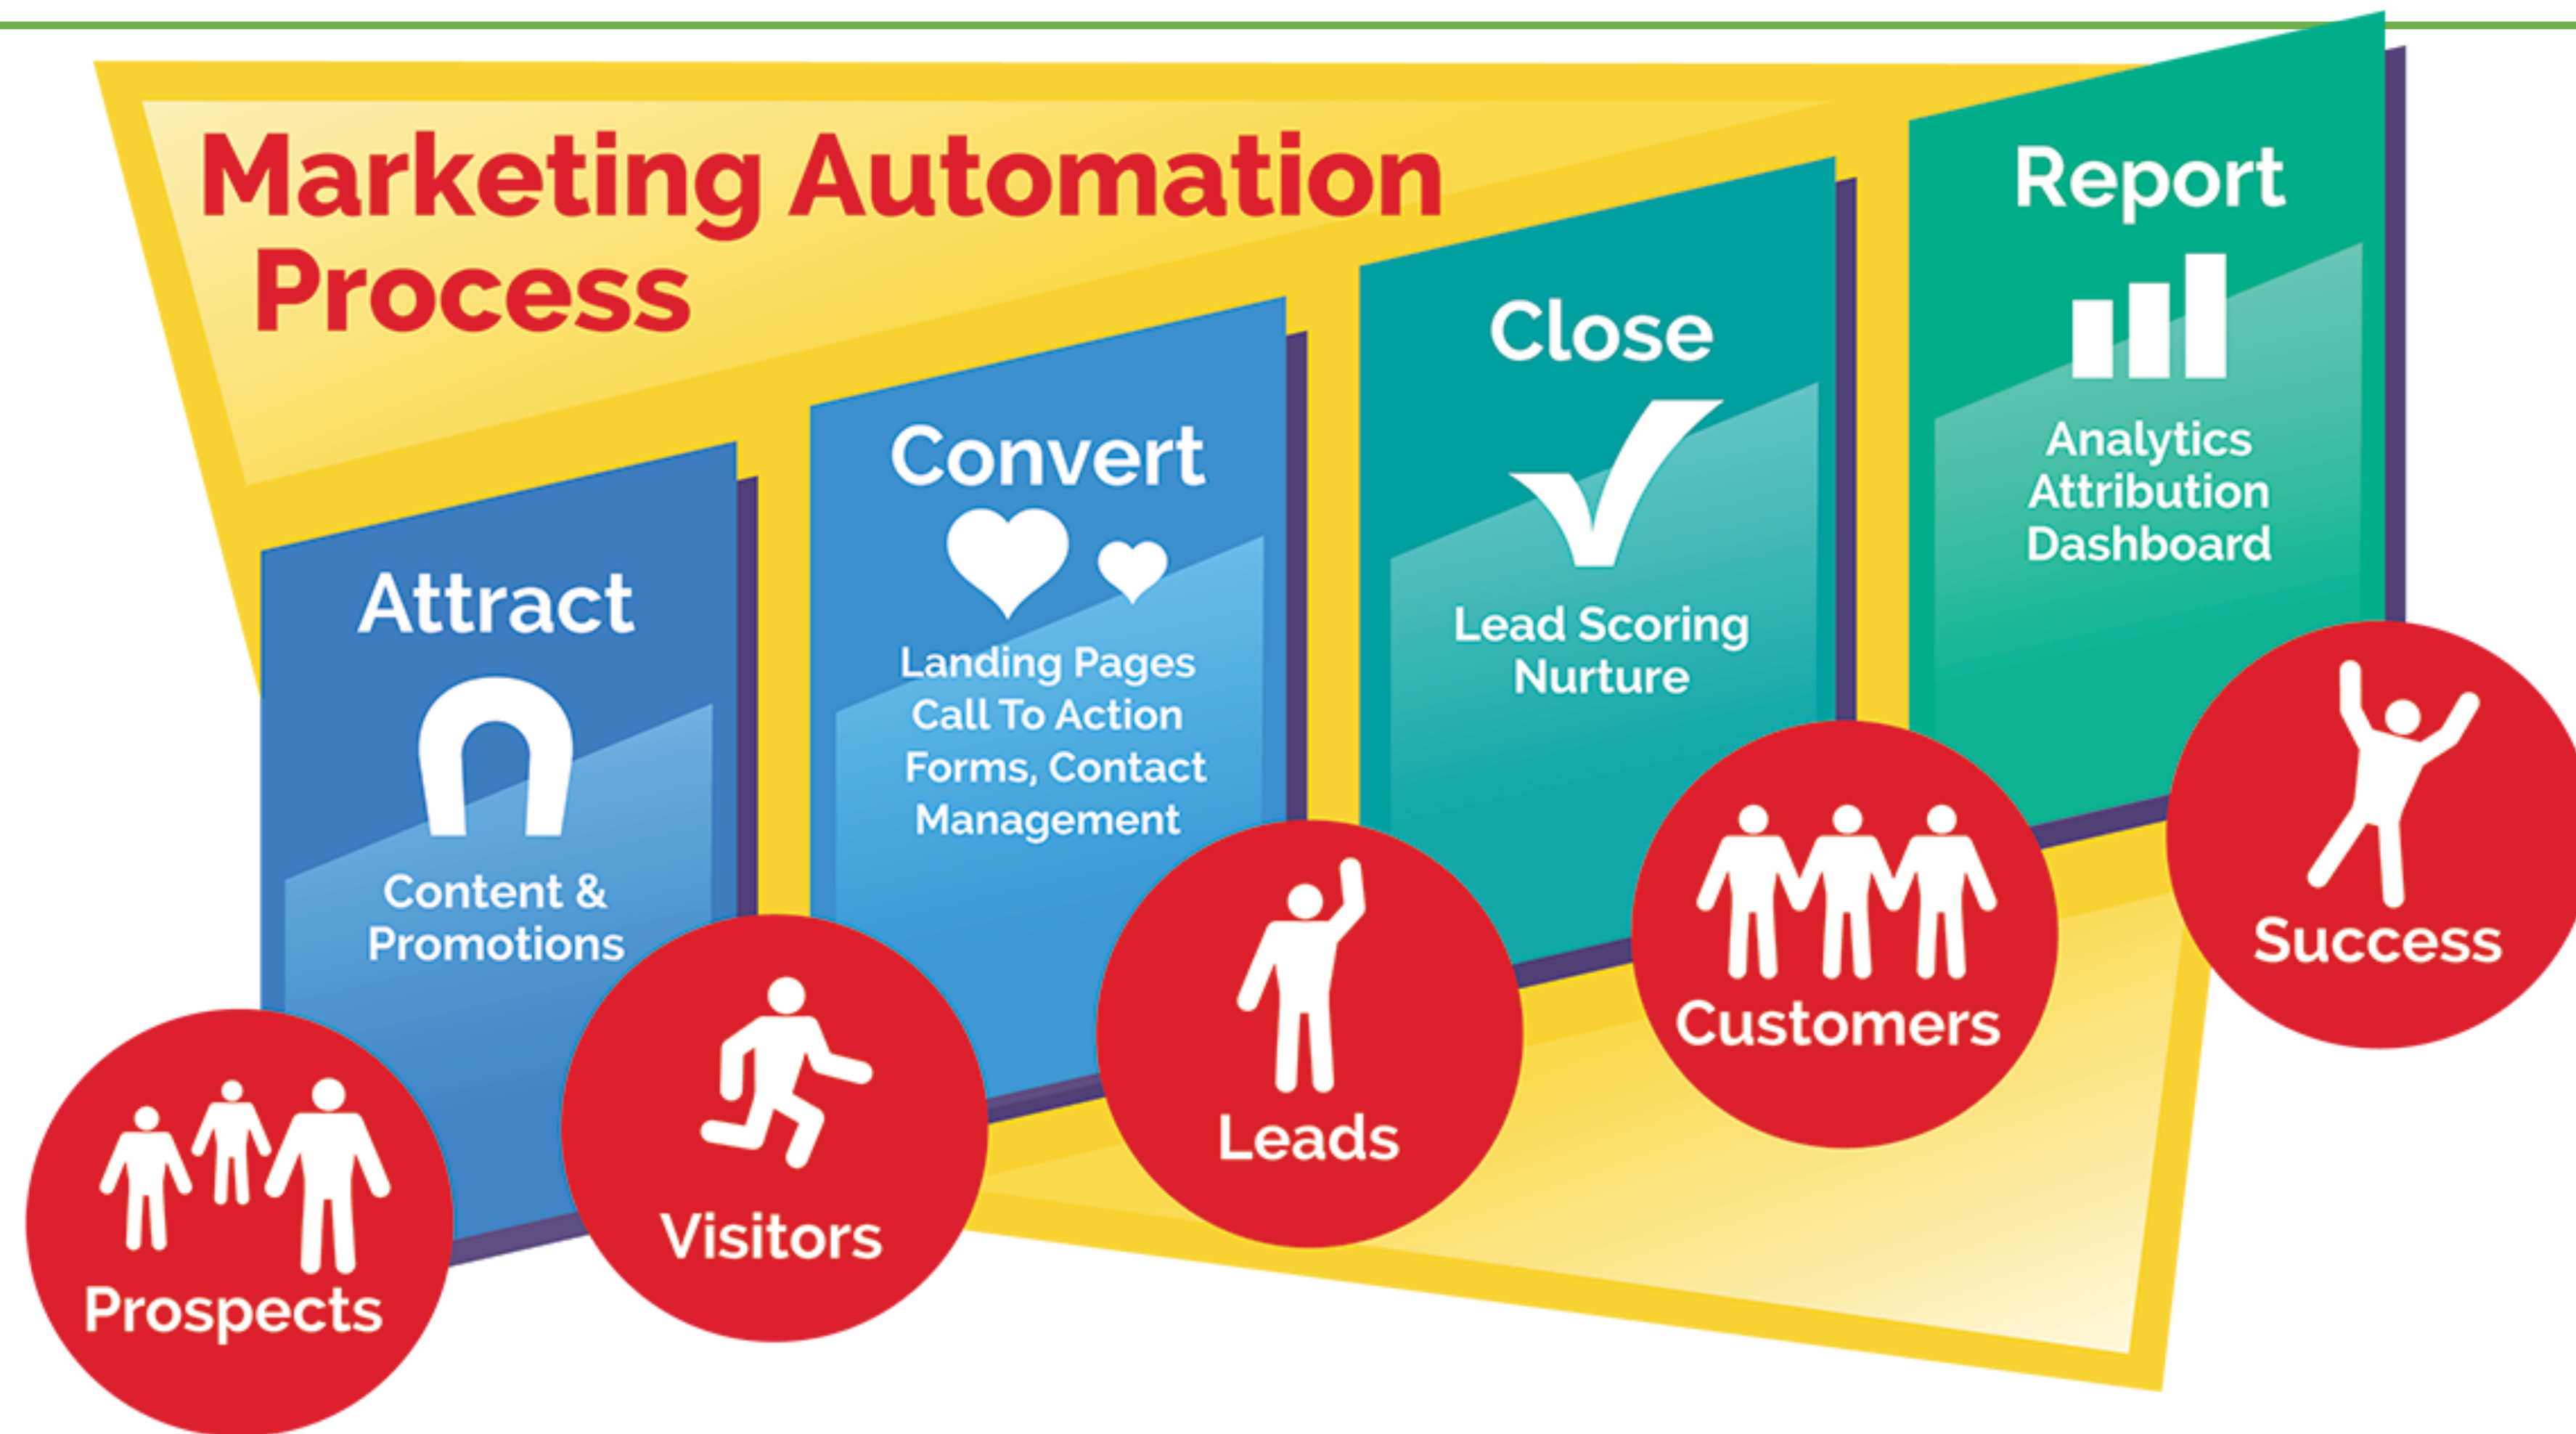 Marketing Automation
Process
Attract
Content &
Promotions
Convert
Landing Pages
Call To Action
Forms, Contact
Management
Close
Lead Scoring
Nurture
Report
Analytics
Attribution
Dashboard
Prospects
Visitors
Leads
Customers
Success